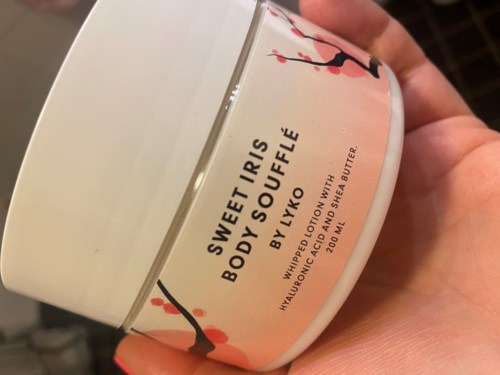 SWEET IRIS
BODY SOUFFLÉ
BY LYKO
WHIPPED LOTION WITH
HYALURONIC ACID AND SHEA BUTTER.
200 ML